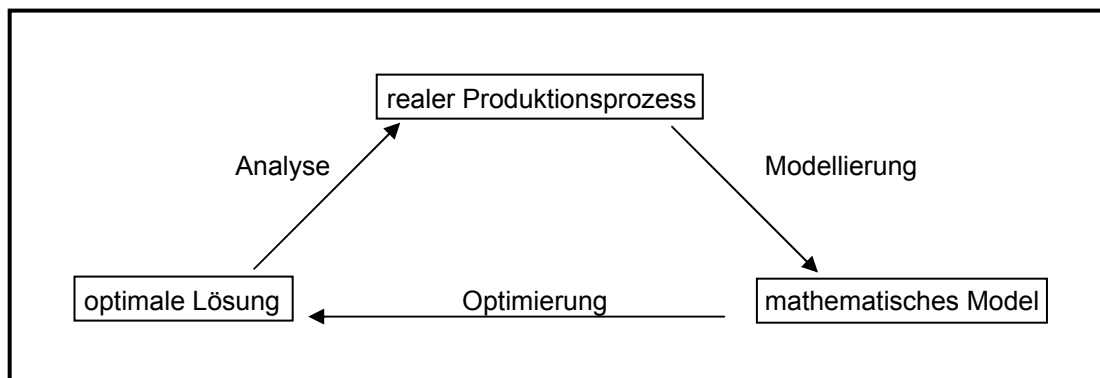 realer Produktionsprozess
Analyse
Modellierung
optimale Lösung
Optimierung
mathematisches Model